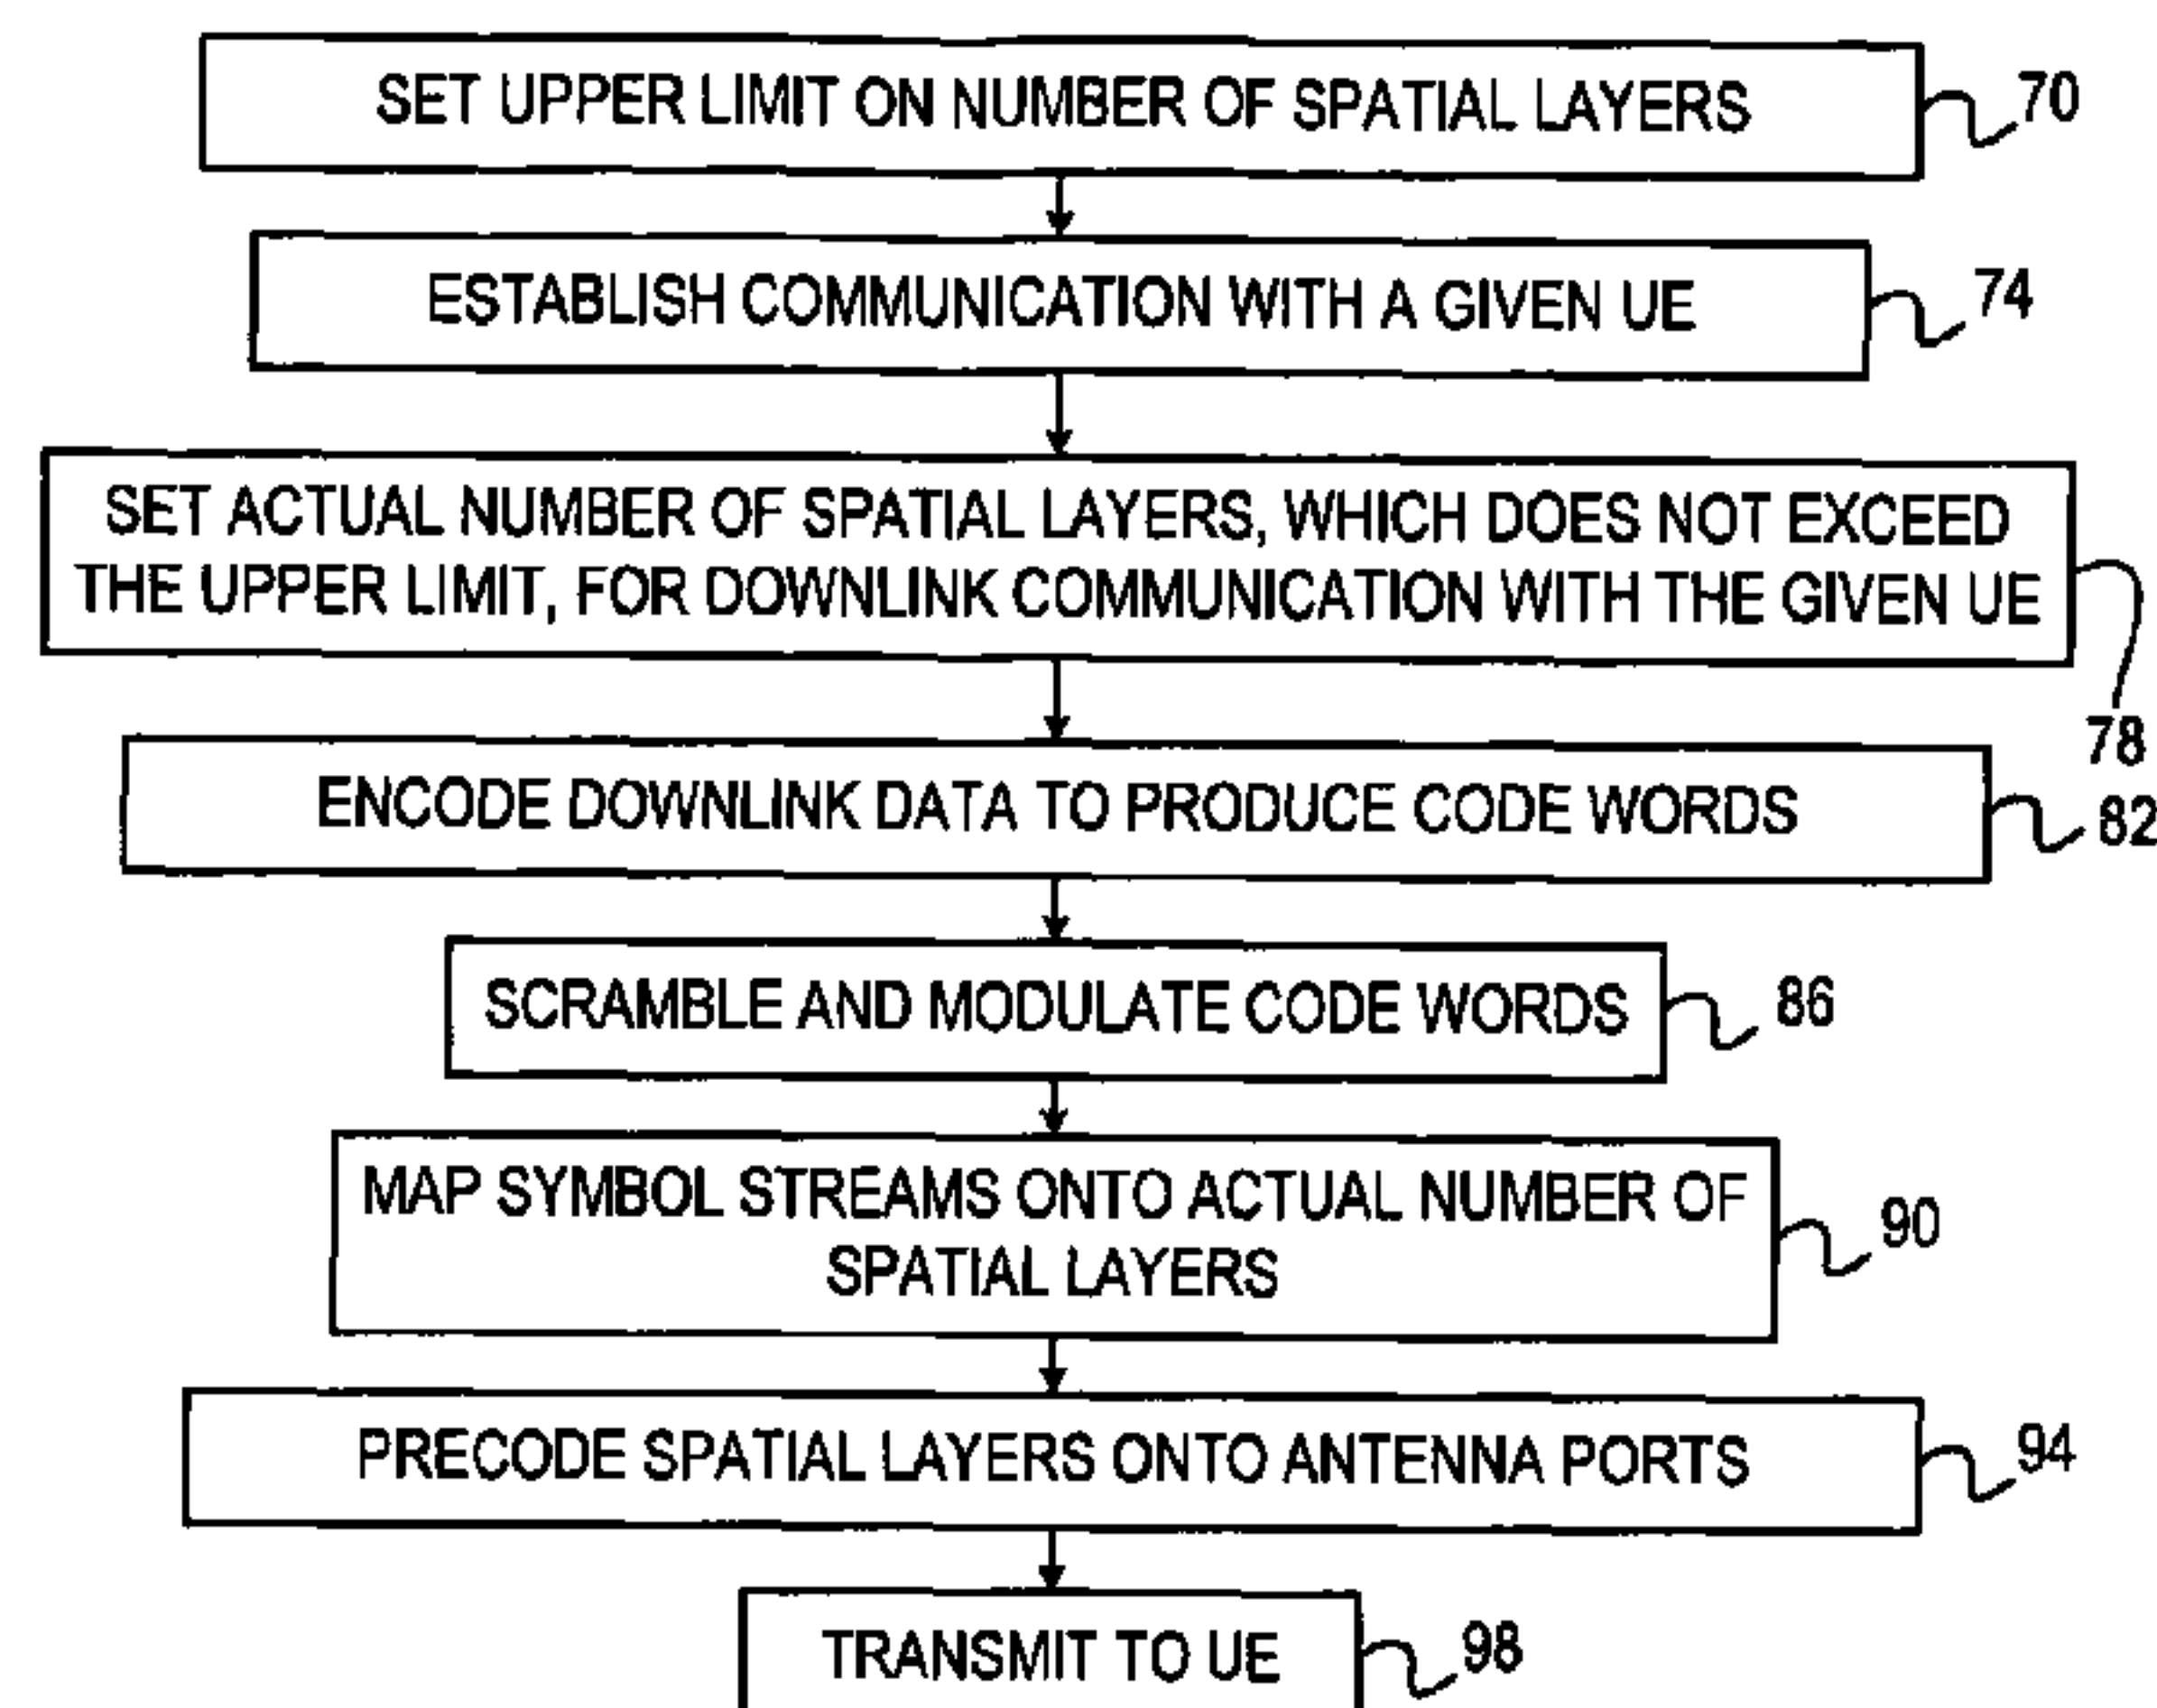 SET UPPER LIMIT ON NUMBER OF SPATIAL LAYERS
70
ESTABLISH COMMUNICATION WITH A GIVEN UE
74
SET ACTUAL NUMBER OF SPATIAL LAYERS, WHICH DOES NOT EXCEED
THE UPPER LIMIT, FOR DOWNLINK COMMUNICATION WITH THE GIVEN UE
78
ENCODE DOWNLINK DATA TO PRODUCE CODE WORDS
82
SCRAMBLE AND MODULATE CODE WORDS
86
MAP SYMBOL STREAMS ONTO ACTUAL NUMBER OF
SPATIAL LAYERS
90
PRECODE SPATIAL LAYERS ONTO ANTENNA PORTS
94
TRANSMIT TO UE
98